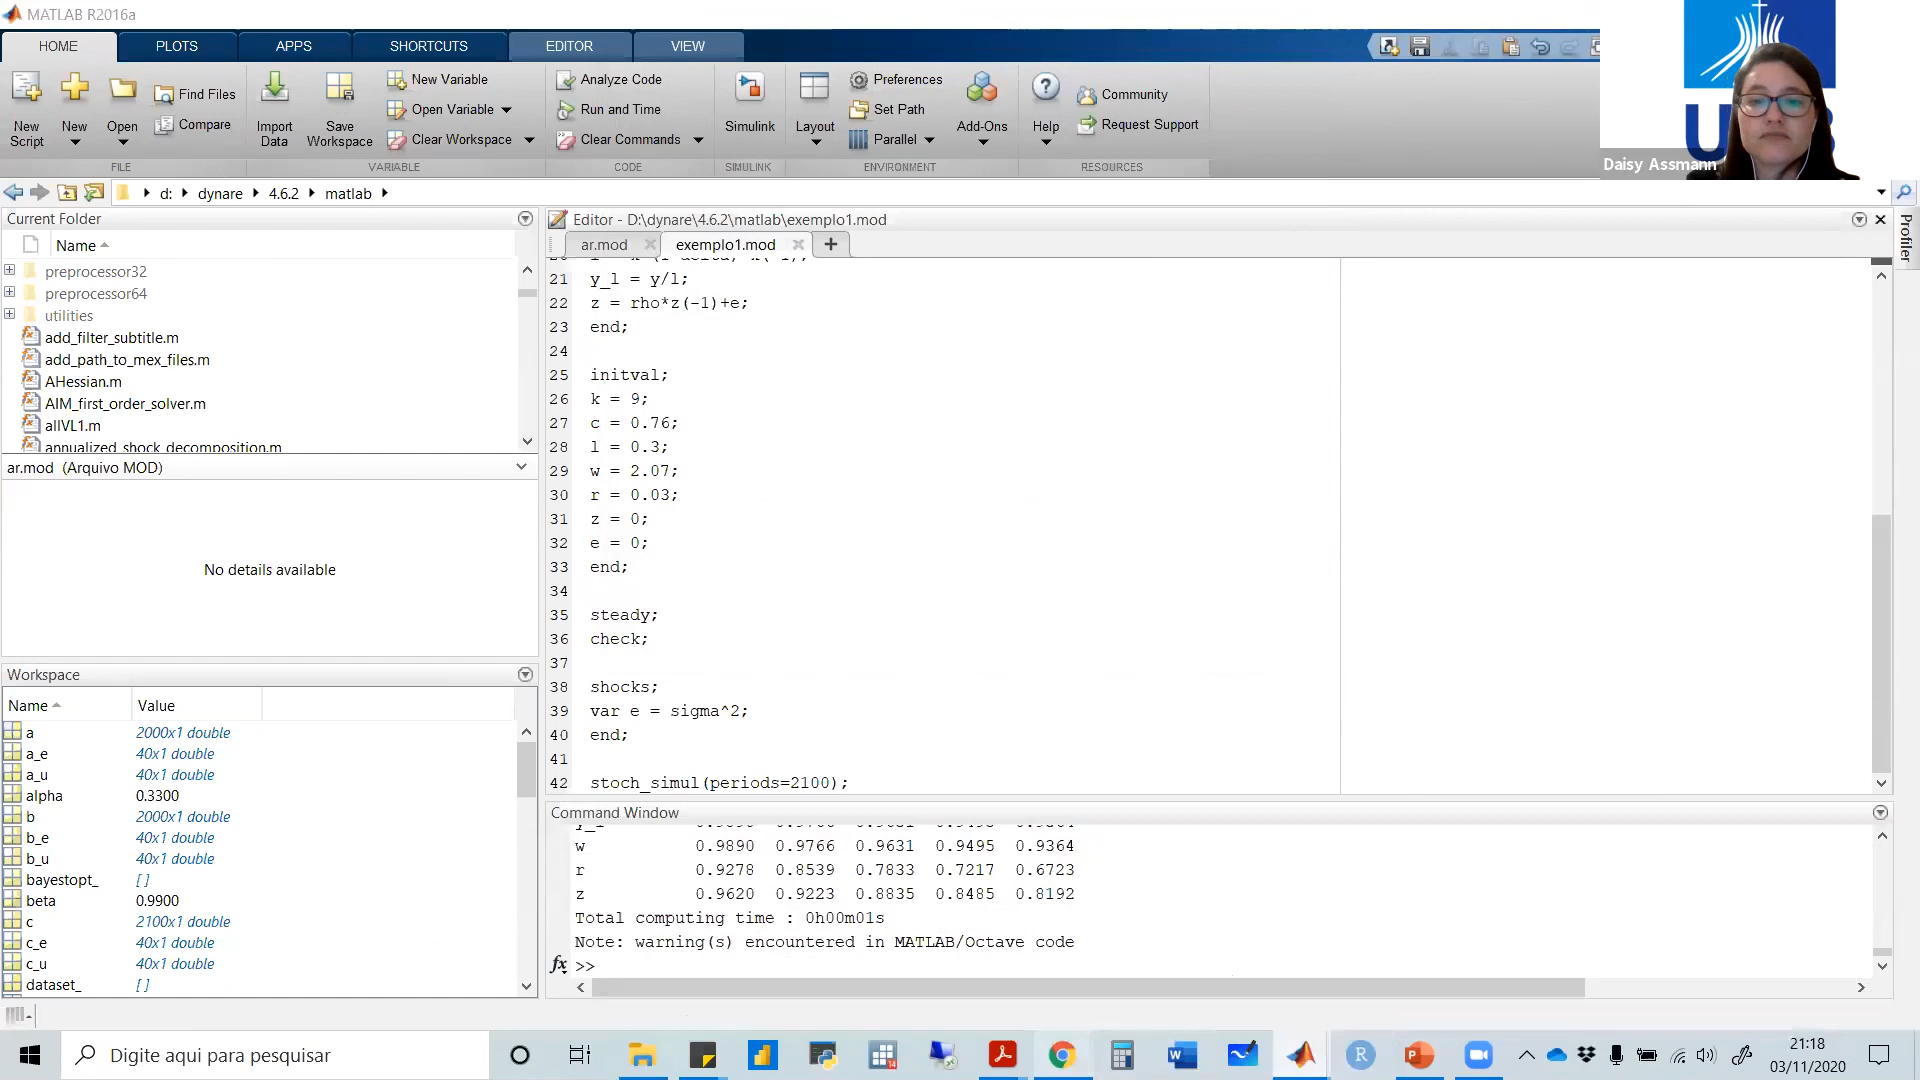 MATLAB R2016a
HOME PLOTS APPS SHORTCUTS EDITOR VIEW
New Script
New
Open
Find Files
Compare
FILE
Import Data
Save Workspace
New Variable
Open Variable
Clear Workspace
VARIABLE
Analyze Code
Run and Time
Clear Commands
CODE
Simulink
SIMULINK
Layout
Preferences
Set Path
Parallel
ENVIRONMENT
Add-Ons
Help
Community
Request Support
RESOURCES
Daisy Assmann
d: dynare 4.6.2 matlab
Current Folder
Name
preprocessor32
preprocessor64
utilities
add_filter_subtitle.m
add_path_to_mex_files.m
AHessian.m
AIM_first_order_solver.m
allVL1.m
annualized_shock_decomposition.m
ar.mod (Arquivo MOD)
No details available
Workspace
Name Value
a 2000x1 double
a_e 40x1 double
a_u 40x1 double
alpha 0.3300
b 2000x1 double
b_e 40x1 double
b_u 40x1 double
bayestopt_ []
beta 0.9900
c 2100x1 double
c_e 40x1 double
c_u 40x1 double
dataset_ []
Editor - D:\dynare\4.6.2\matlab\exemplo1.mod
ar.mod exemplo1.mod
21 y_l = y/l;
22 z = rho*z(-1)+e;
23 end;
24
25 initval;
26 k = 9;
27 c = 0.76;
28 l = 0.3;
29 w = 2.07;
30 r = 0.03;
31 z = 0;
32 e = 0;
33 end;
34
35 steady;
36 check;
37
38 shocks;
39 var e = sigma^2;
40 end;
41
42 stoch_simul(periods=2100);
Profiler
Command Window
w 0.9890 0.9766 0.9631 0.9495 0.9364
r 0.9278 0.8539 0.7833 0.7217 0.6723
z 0.9620 0.9223 0.8835 0.8485 0.8192
Total computing time : 0h00m01s
Note: warning(s) encountered in MATLAB/Octave code
fx >>
Digite aqui para pesquisar
21:18
03/11/2020